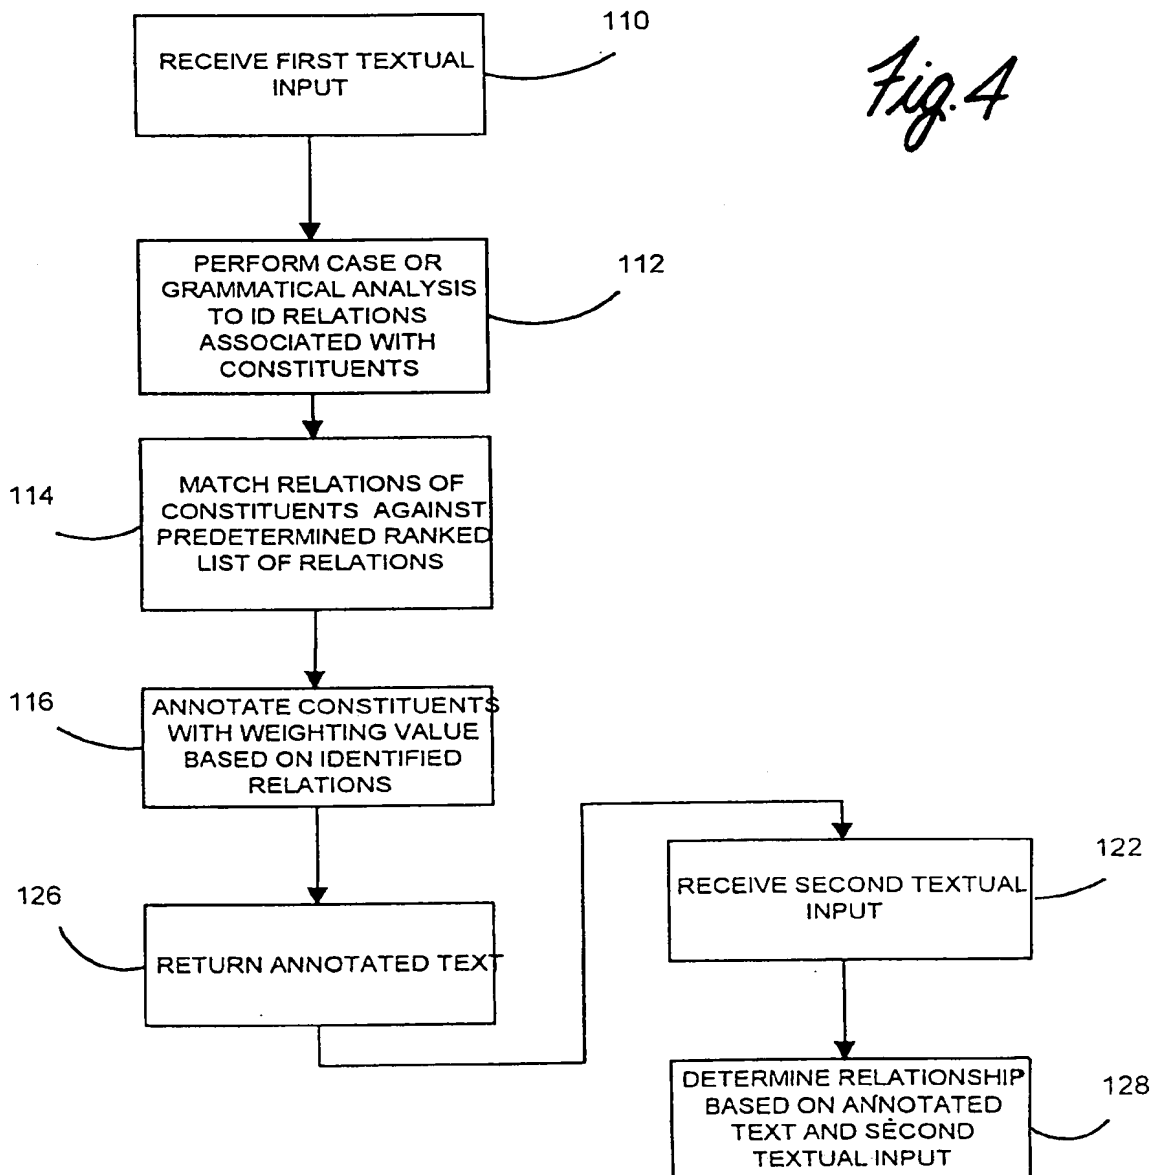 110
RECEIVE FIRST TEXTUAL
INPUT
Fig. 4
PERFORM CASE OR
GRAMMATICAL ANALYSIS
TO ID RELATIONS
ASSOCIATED WITH
CONSTITUENTS
112
114
MATCH RELATIONS OF
CONSTITUENTS AGAINST
PREDETERMINED RANKED
LIST OF RELATIONS
116
ANNOTATE CONSTITUENTS
WITH WEIGHTING VALUE
BASED ON IDENTIFIED
RELATIONS
126
RETURN ANNOTATED TEXT
122
RECEIVE SECOND TEXTUAL
INPUT
DETERMINE RELATIONSHIP
BASED ON ANNOTATED
TEXT AND SECOND
TEXTUAL INPUT
128